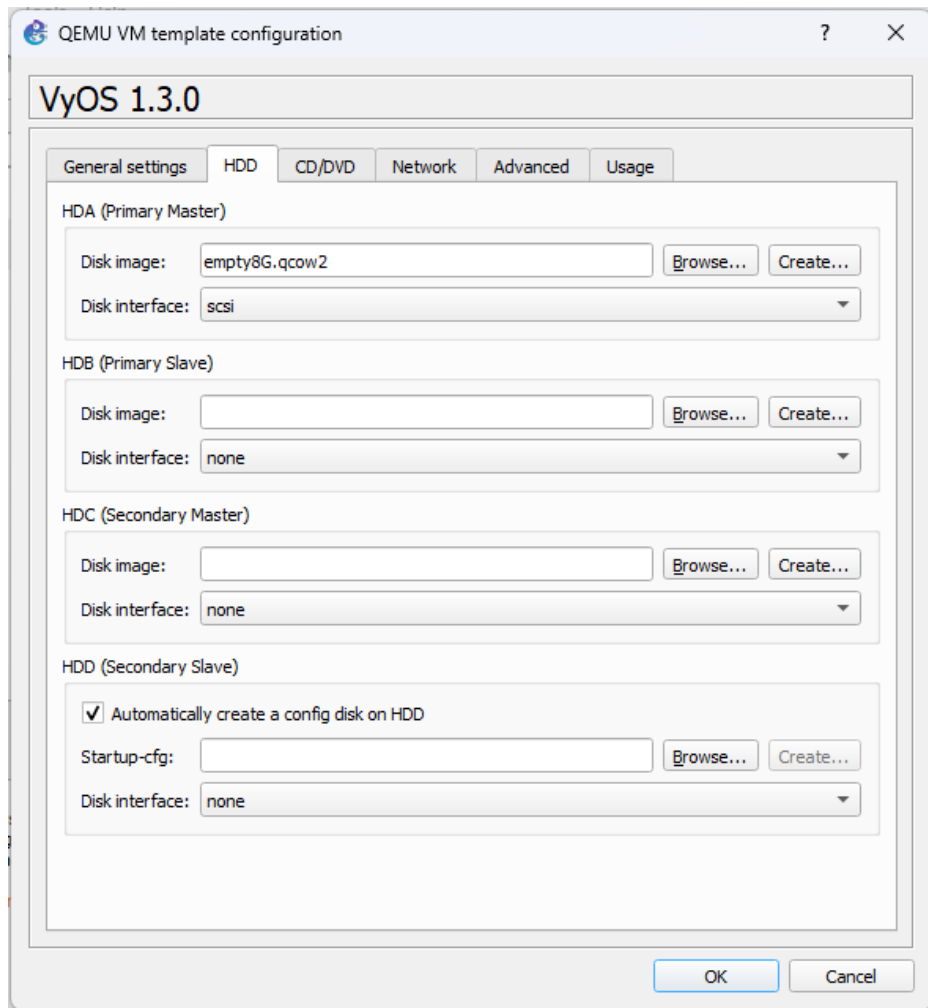 QEMU VM template configuration ? X
VyOS 1.3.0
General settings HDD CD/DVD Network Advanced Usage
HDA (Primary Master)
Disk image: empty8G.qcow2 Browse... Create...
Disk interface: scsi
HDB (Primary Slave)
Disk image: Browse... Create...
Disk interface: none
HDC (Secondary Master)
Disk image: Browse... Create...
Disk interface: none
HDD (Secondary Slave)
Automatically create a config disk on HDD
Startup-cfg: Browse... Create...
Disk interface: none
OK Cancel